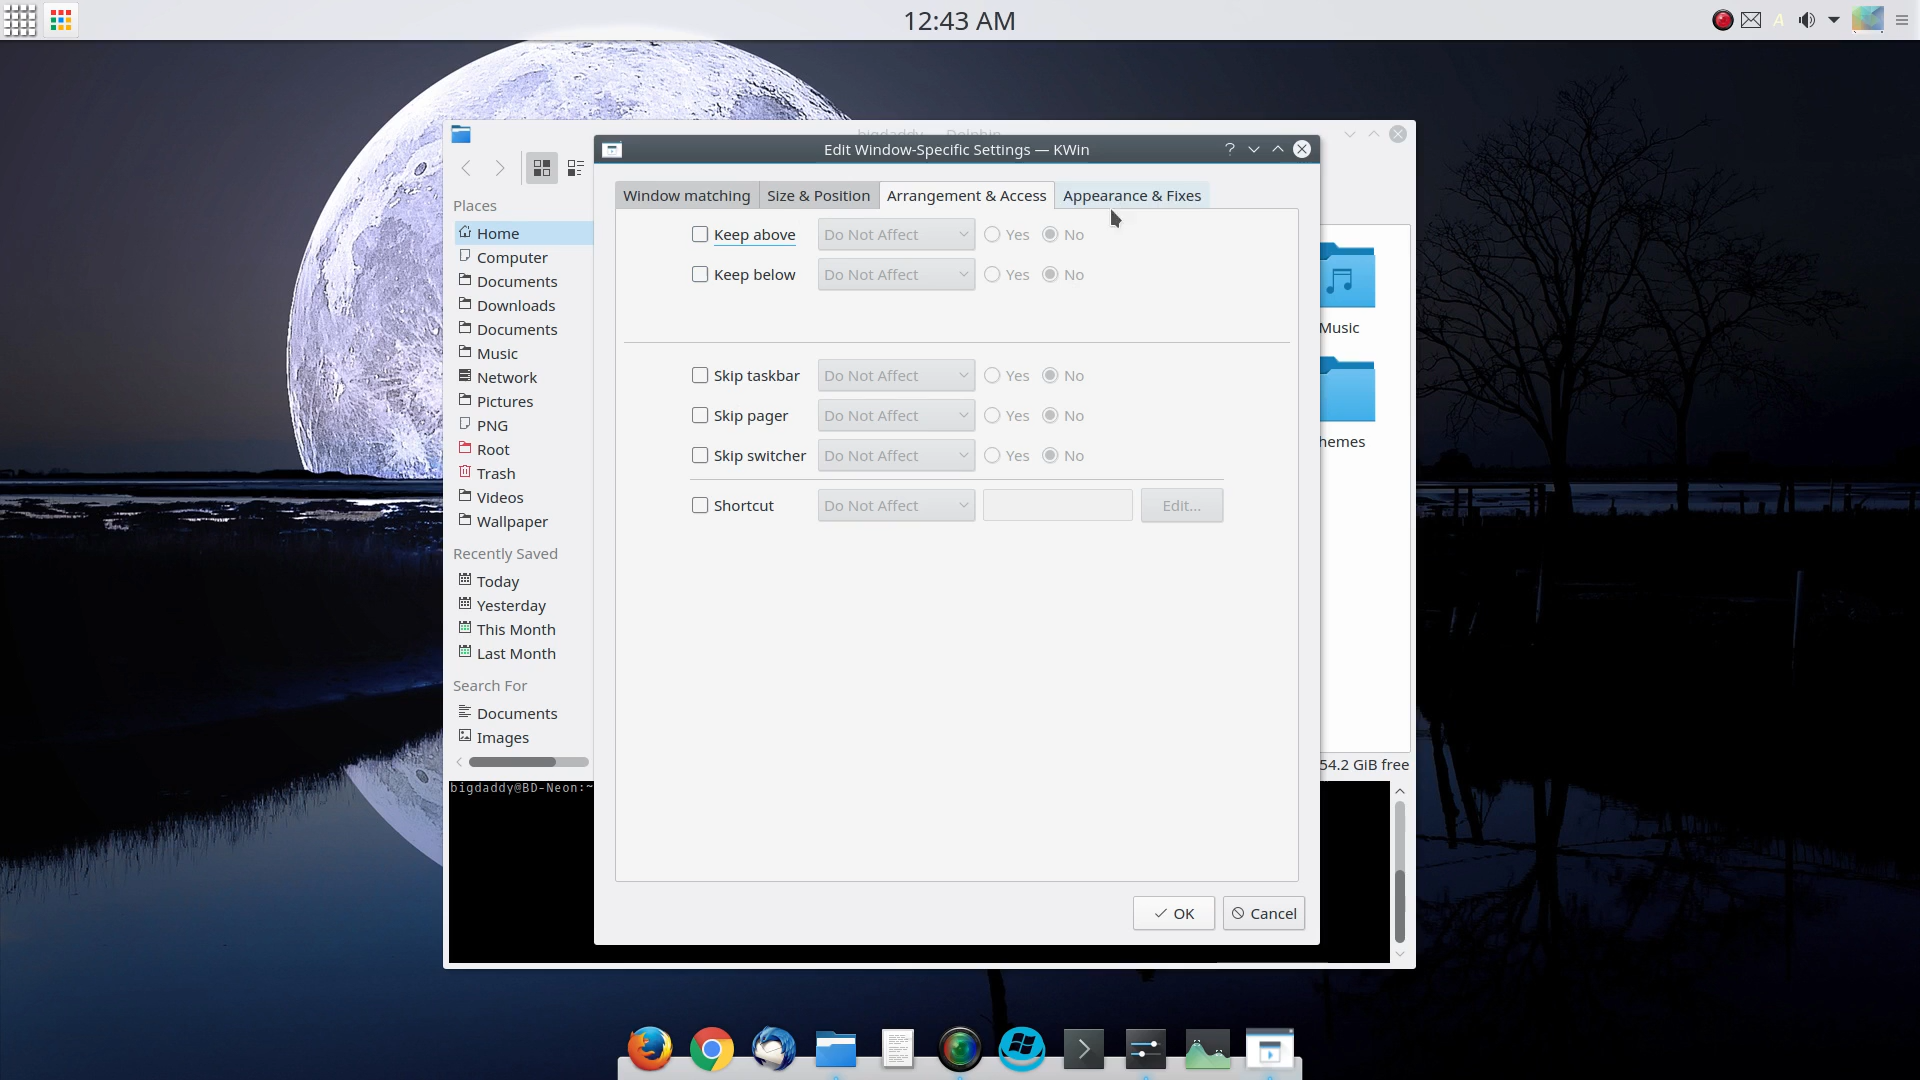 12:43 AM
A
bigdaddy — Dolphin
Edit Window-Specific Settings — KWin
?
Window matching
Size & Position
Arrangement & Access
Appearance & Fixes
Keep above Do Not Affect Yes No
Keep below Do Not Affect Yes No
Skip taskbar Do Not Affect Yes No
Skip pager Do Not Affect Yes No
Skip switcher Do Not Affect Yes No
Shortcut Do Not Affect Edit...
OK
Cancel
Places
Home
Computer
Documents
Downloads
Documents
Music
Network
Pictures
PNG
Root
Trash
Videos
Wallpaper
Recently Saved
Today
Yesterday
This Month
Last Month
Search For
Documents
Images
Music
hemes
54.2 GiB free
bigdaddy@BD-Neon:~